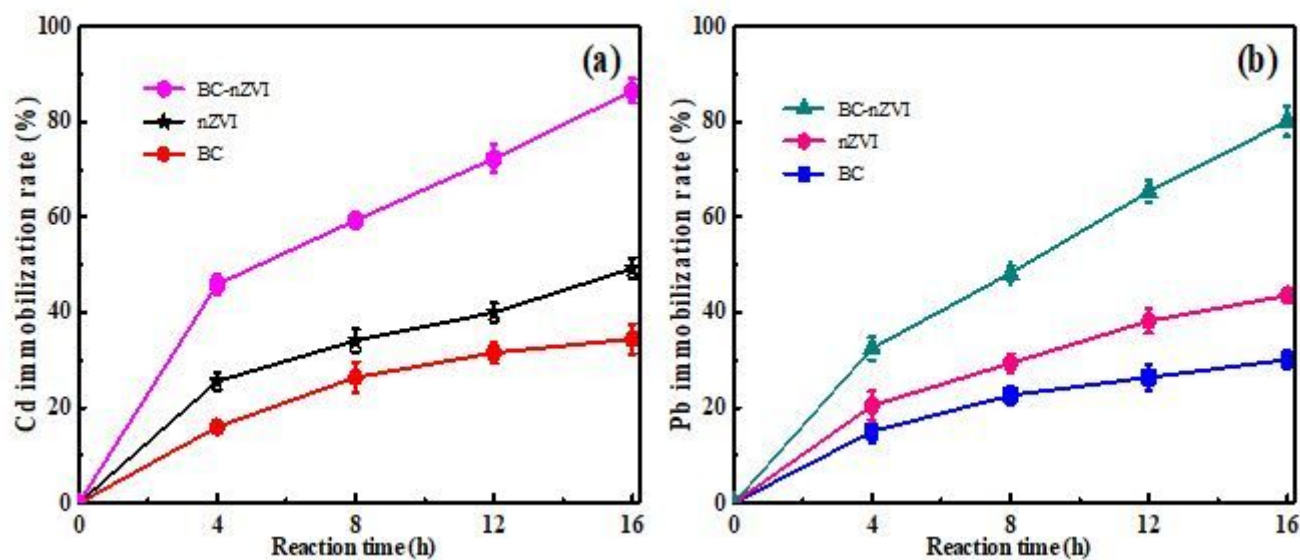 (a)
Cd immobilization rate (%)
100
80
60
40
20
0
BC-nZVI
nZVI
BC
0 4 8 12 16
Reaction time (h)
(b)
Pb immobilization rate (%)
100
80
60
40
20
0
BC-nZVI
nZVI
BC
0 4 8 12 16
Reaction time (h)